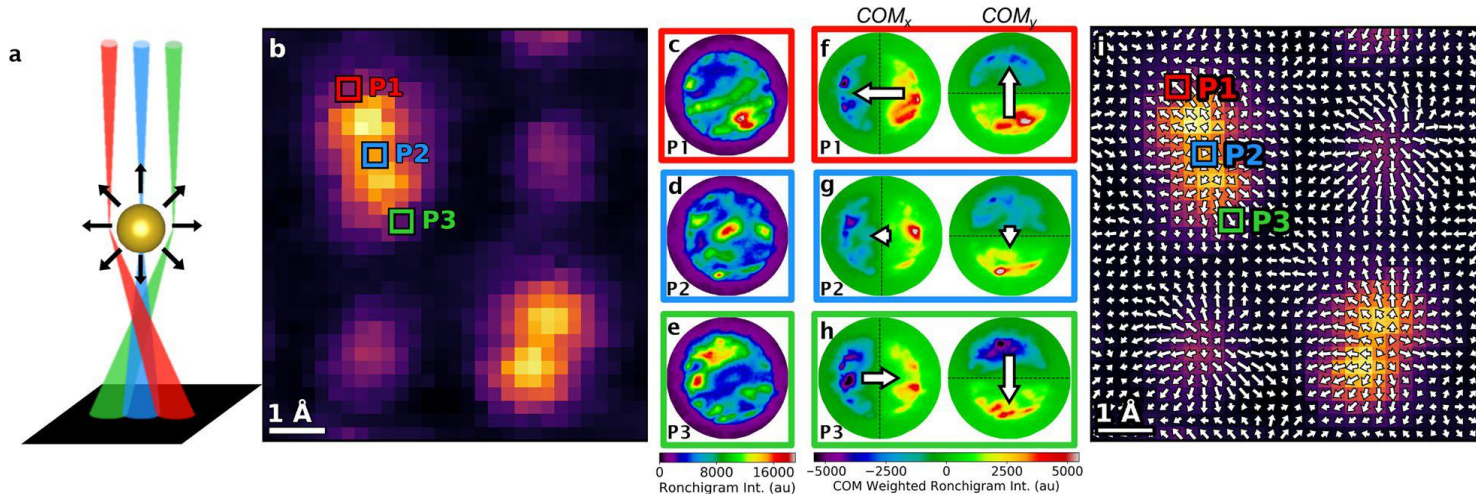 a
b
P1
P2
P3
1 Å
c
P1
d
P2
e
P3
0 8000 16000
Ronchigram Int. (au)
COMx COMy
f
P1
g
P2
h
P3
−5000 −2500 0 2500 5000
COM Weighted Ronchigram Int. (au)
i
P1
P2
P3
1 Å